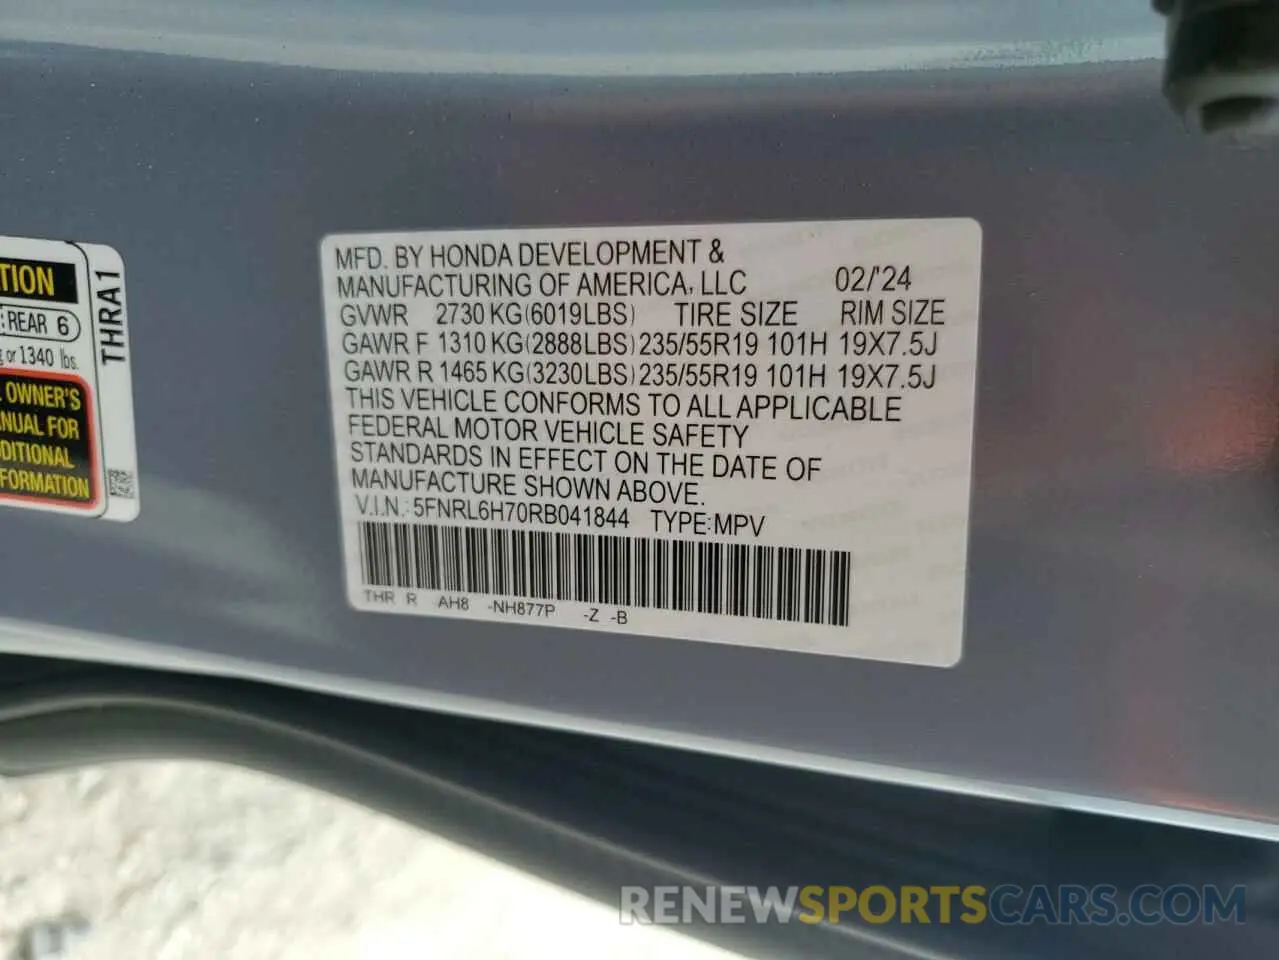 TION
REAR 6
g or 1340 lbs.
OWNER'S
NUAL FOR
DITIONAL
FORMATION
THRA1
MFD. BY HONDA DEVELOPMENT &
MANUFACTURING OF AMERICA, LLC 02/'24
GVWR 2730 KG(6019LBS) TIRE SIZE RIM SIZE
GAWR F 1310 KG(2888LBS) 235/55R19 101H 19X7.5J
GAWR R 1465 KG(3230LBS) 235/55R19 101H 19X7.5J
THIS VEHICLE CONFORMS TO ALL APPLICABLE
FEDERAL MOTOR VEHICLE SAFETY
STANDARDS IN EFFECT ON THE DATE OF
MANUFACTURE SHOWN ABOVE.
V.I.N.: 5FNRL6H70RB041844 TYPE:MPV
THR R AH8 -NH877P -Z -B
RENEWSPORTSCARS.COM